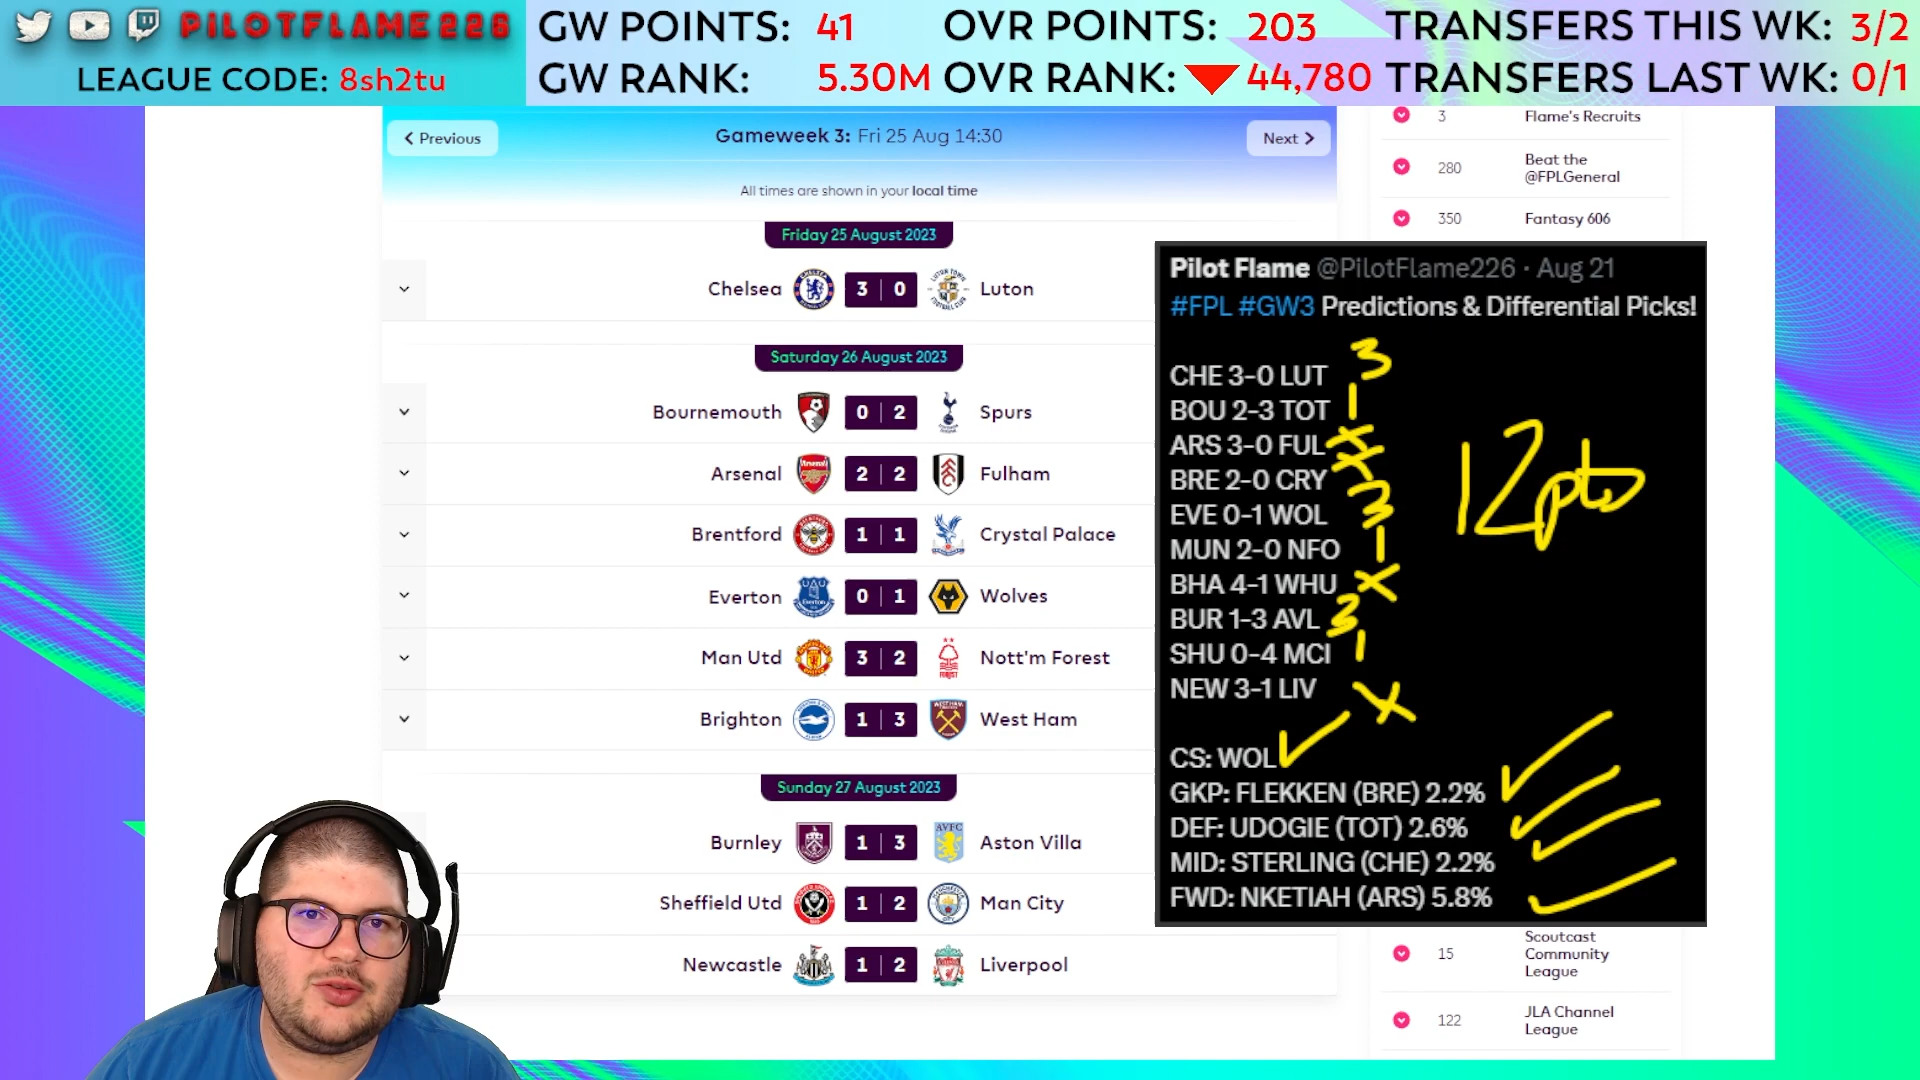 PILOTFLAME226
LEAGUE CODE: 8sh2tu
GW POINTS: 41
GW RANK: 5.30M
OVR POINTS: 203
OVR RANK: 44,780
TRANSFERS THIS WK: 3/2
TRANSFERS LAST WK: 0/1
Previous
Gameweek 3: Fri 25 Aug 14:30
Next
All times are shown in your local time
Friday 25 August 2023
Chelsea 3 | 0 Luton
Saturday 26 August 2023
Bournemouth 0 | 2 Spurs
Arsenal 2 | 2 Fulham
Brentford 1 | 1 Crystal Palace
Everton 0 | 1 Wolves
Man Utd 3 | 2 Nott'm Forest
Brighton 1 | 3 West Ham
Sunday 27 August 2023
Burnley 1 | 3 Aston Villa
Sheffield Utd 1 | 2 Man City
Newcastle 1 | 2 Liverpool
3 Flame's Recruits
280 Beat the
@FPLGeneral
350 Fantasy 606
Pilot Flame @PilotFlame226 · Aug 21
#FPL #GW3 Predictions & Differential Picks!
CHE 3-0 LUT 3
BOU 2-3 TOT 1
ARS 3-0 FUL X
BRE 2-0 CRY X
EVE 0-1 WOL 3
MUN 2-0 NFO 1
BHA 4-1 WHU X
BUR 1-3 AVL 3
SHU 0-4 MCI 1
NEW 3-1 LIV X
12pts
CS: WOL
GKP: FLEKKEN (BRE) 2.2%
DEF: UDOGIE (TOT) 2.6%
MID: STERLING (CHE) 2.2%
FWD: NKETIAH (ARS) 5.8%
15 Scoutcast
Community
League
122 JLA Channel
League